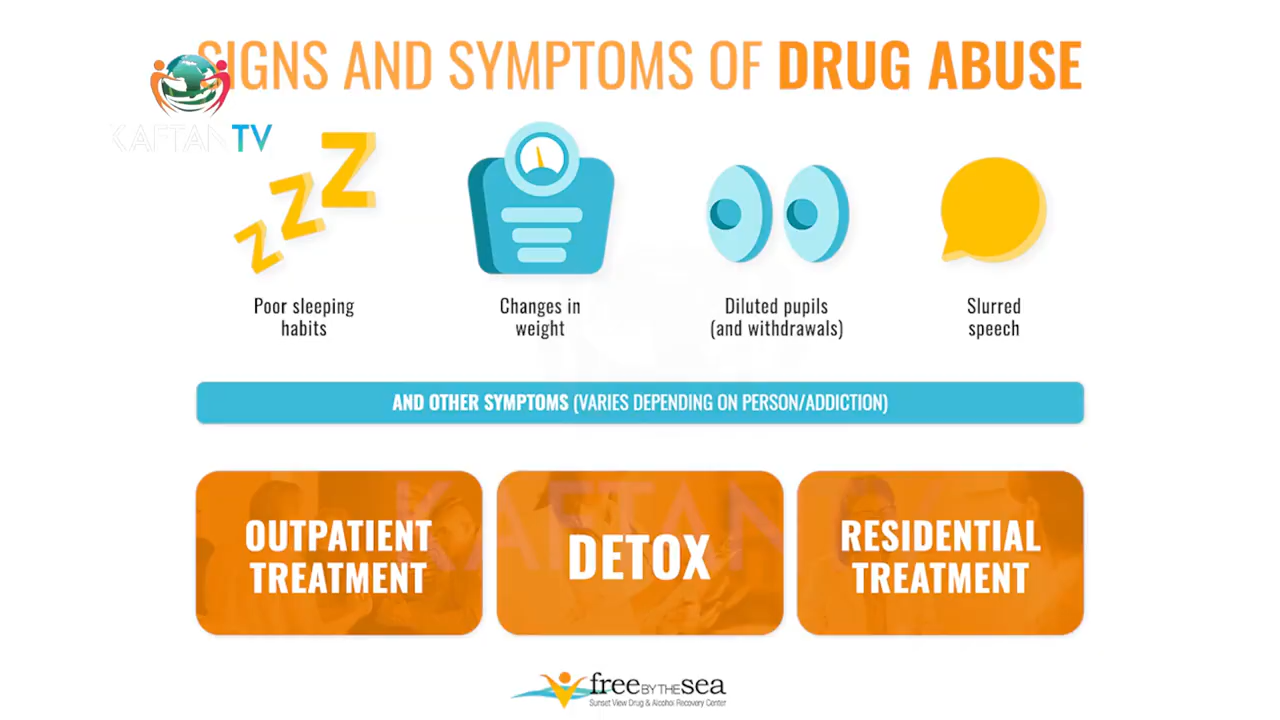 SIGNS AND SYMPTOMS OF DRUG ABUSE
KAFTAN TV
Poor sleeping
habits
Changes in
weight
Diluted pupils
(and withdrawals)
Slurred
speech
AND OTHER SYMPTOMS (VARIES DEPENDING ON PERSON/ADDICTION)
OUTPATIENT
TREATMENT
DETOX
RESIDENTIAL
TREATMENT
KAFTAN TV
free BY THE sea
Sunset View Drug & Alcohol Recovery Center